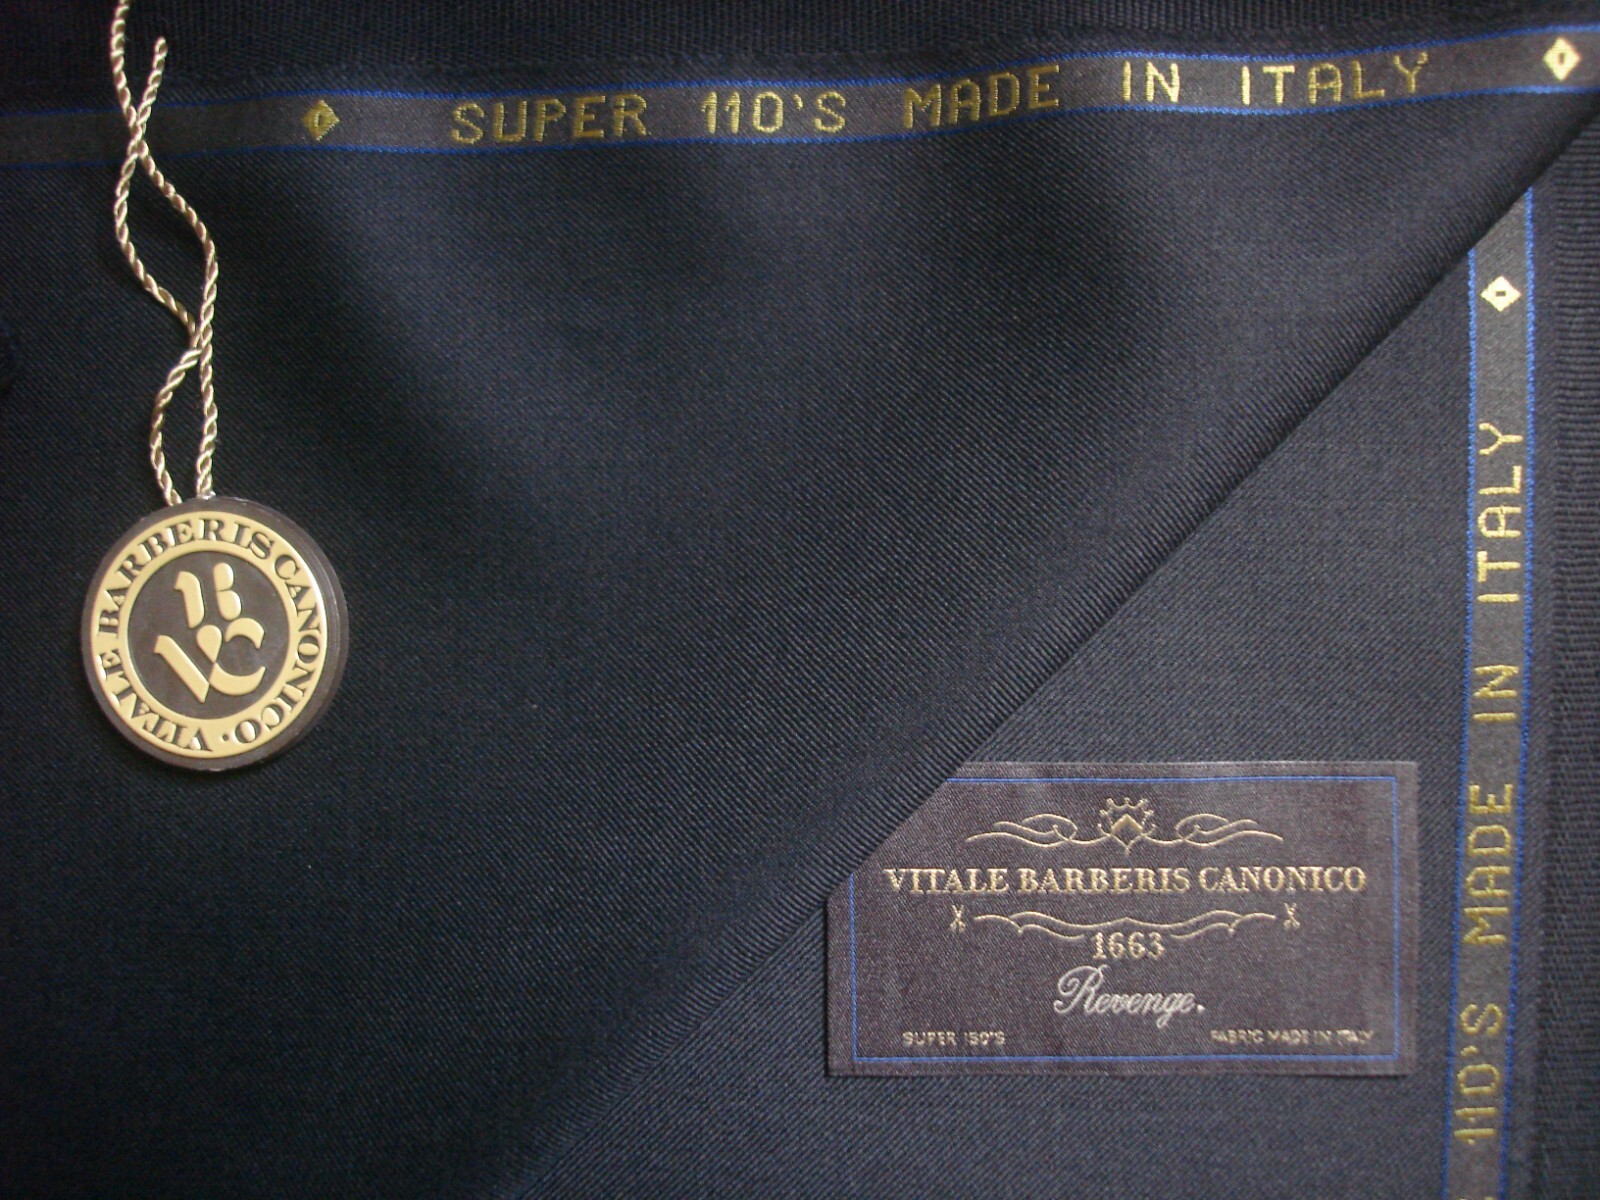 SUPER 110'S MADE IN ITALY
VITALE BARBERIS CANONICO ·
VBC
VITALE BARBERIS CANONICO
1663
Revenge.
SUPER 150'S FABRIC MADE IN ITALY
110'S MADE IN ITALY